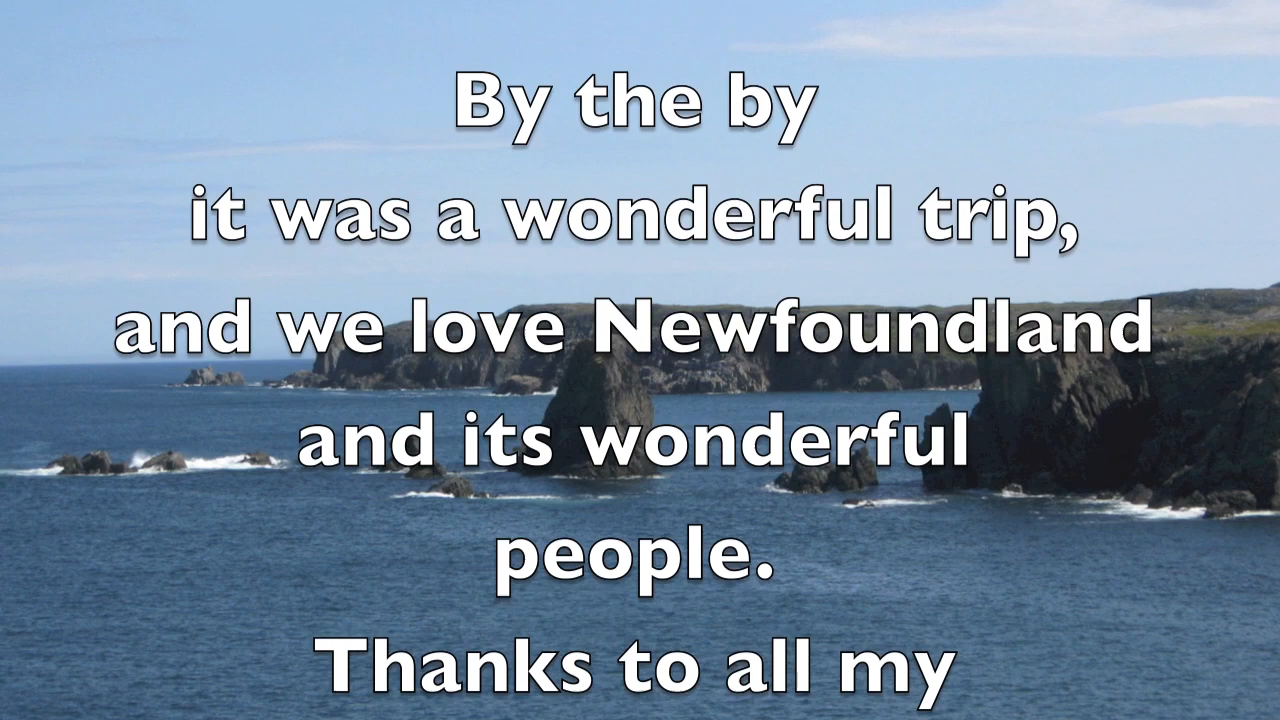 By the by
it was a wonderful trip,
and we love Newfoundland
and its wonderful
people.
Thanks to all my